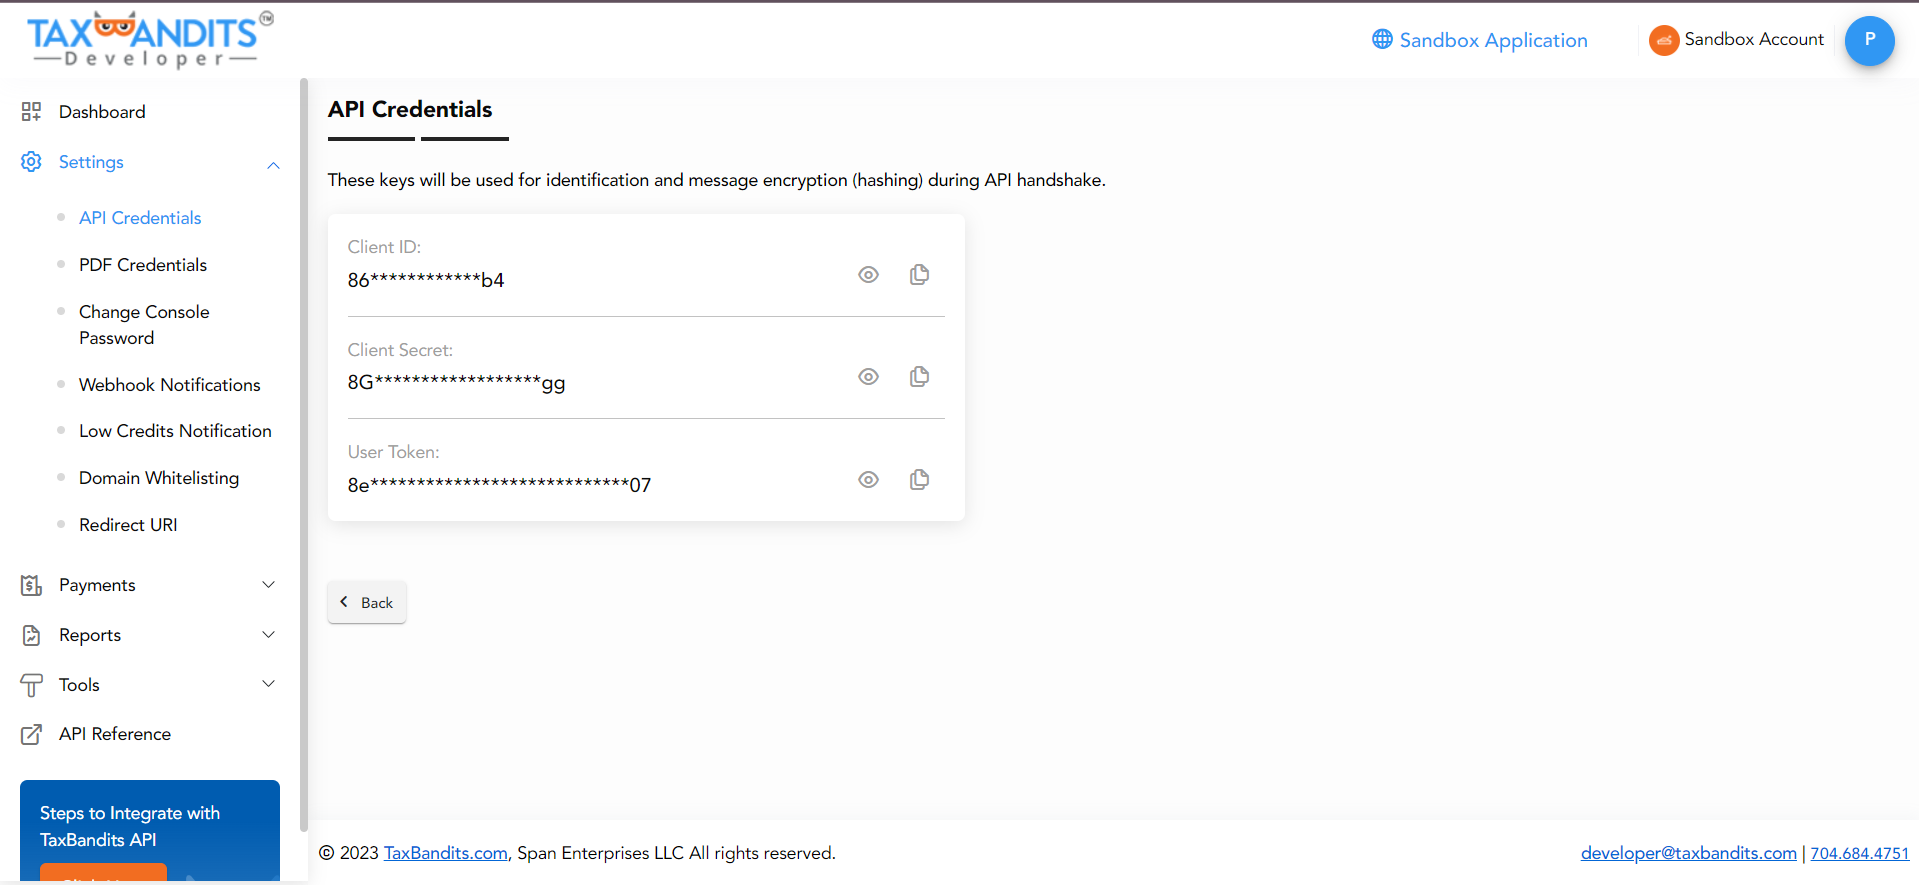 TAXBANDITS TM
Developer
Sandbox Application
Sandbox Account
P
Dashboard
Settings
API Credentials
PDF Credentials
Change Console
Password
Webhook Notifications
Low Credits Notification
Domain Whitelisting
Redirect URI
Payments
Reports
Tools
API Reference
Steps to Integrate with
TaxBandits API
API Credentials
These keys will be used for identification and message encryption (hashing) during API handshake.
Client ID:
86************b4
Client Secret:
8G******************gg
User Token:
8e****************************07
Back
© 2023 TaxBandits.com, Span Enterprises LLC All rights reserved.
developer@taxbandits.com | 704.684.4751